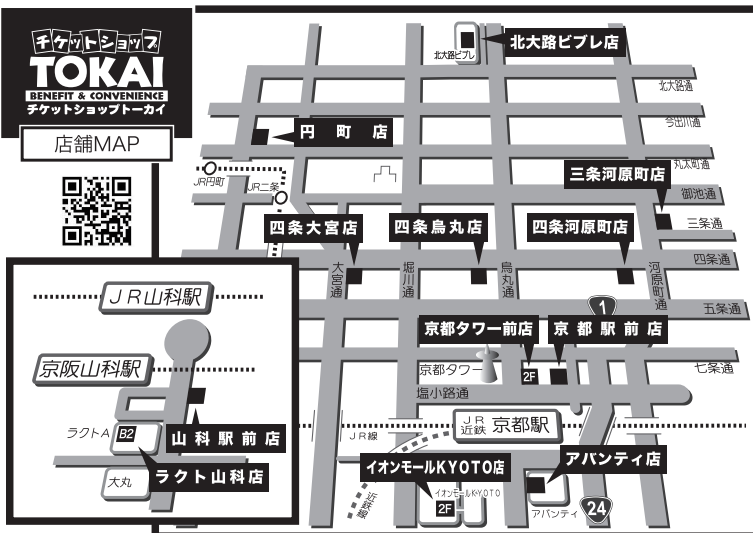 チケットショップ
TOKAI
BENEFIT & CONVENIENCE
チケットショップトーカイ
店舗MAP
北大路ビブレ
北大路ビブレ店
北大路通
今出川通
円町店
丸太町通
JR円町
JR二条
三条河原町店
御池通
三条通
四条大宮店
四条烏丸店
四条河原町店
四条通
大宮通
堀川通
烏丸通
河原町通
1
五条通
京都タワー前店
京都駅前店
京都タワー
2F
七条通
塩小路通
JR線
JR
近鉄
京都駅
近鉄線
イオンモールKYOTO店
イオンモールKYOTO
2F
アバンティ店
アバンティ
24
JR山科駅
京阪山科駅
ラクトA
B2
山科駅前店
ラクト山科店
大丸